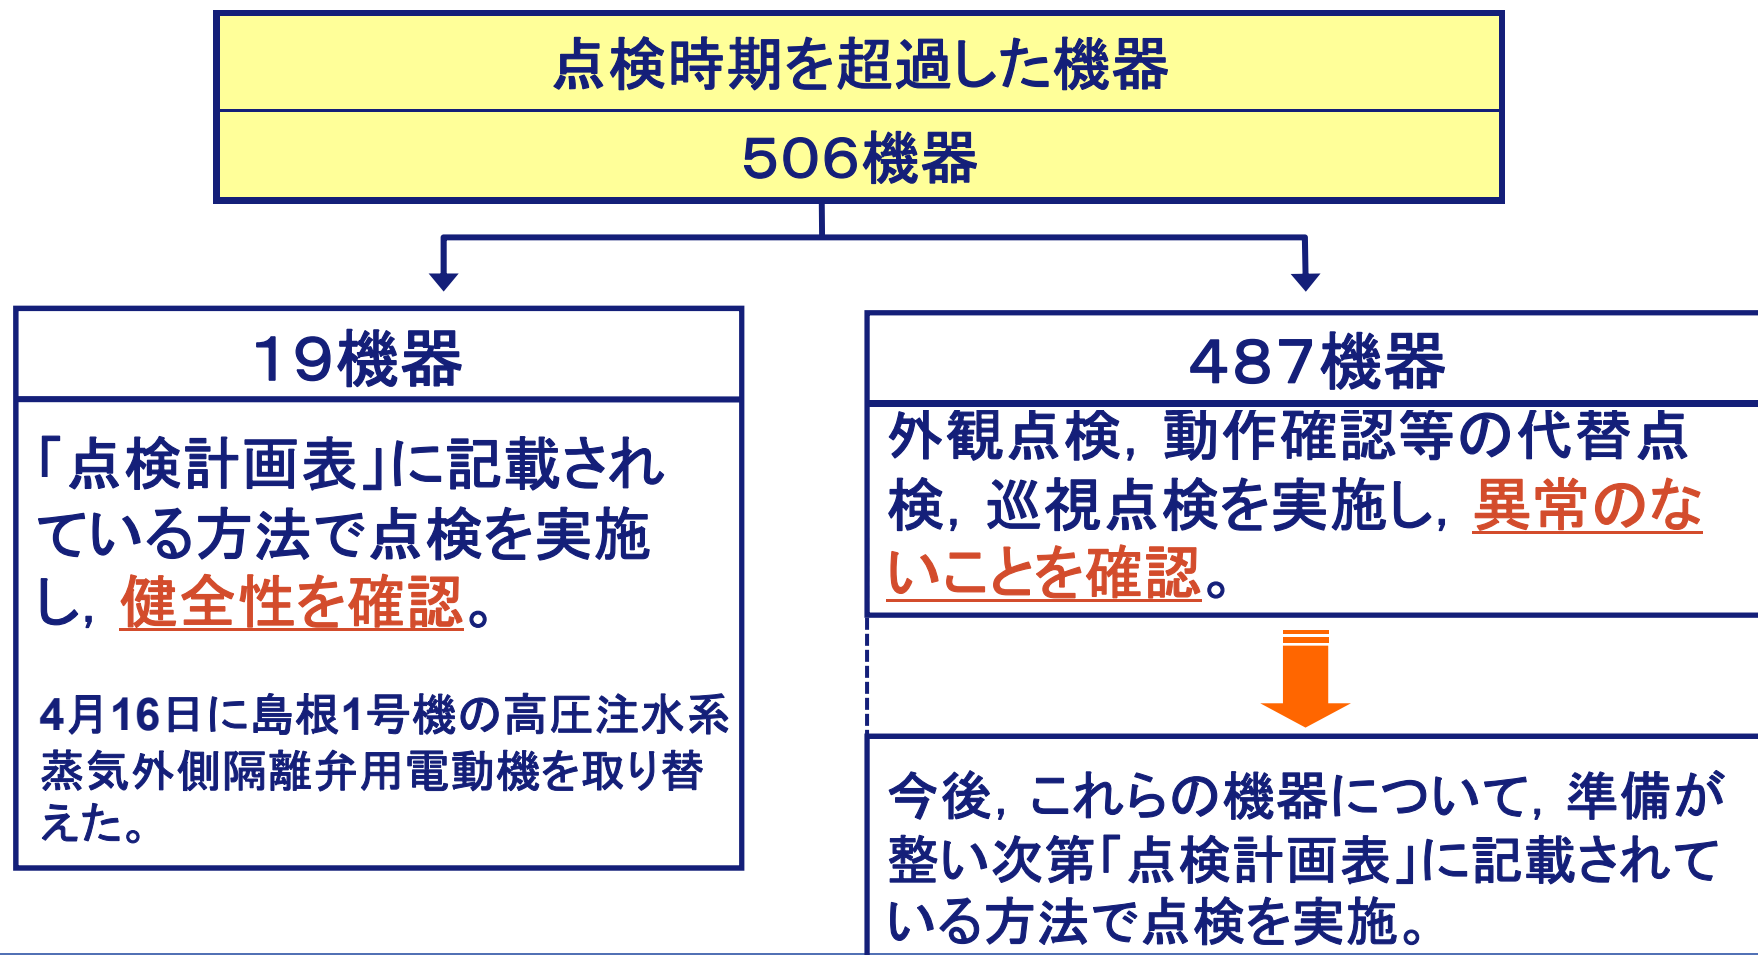 点検時期を超過した機器
506機器
19機器
「点検計画表」に記載され
ている方法で点検を実施
し,健全性を確認。
4月16日に島根1号機の高圧注水系
蒸気外側隔離弁用電動機を取り替
えた。
487機器
外観点検,動作確認等の代替点
検,巡視点検を実施し,異常のな
いことを確認。
今後,これらの機器について,準備が
整い次第「点検計画表」に記載されて
いる方法で点検を実施。